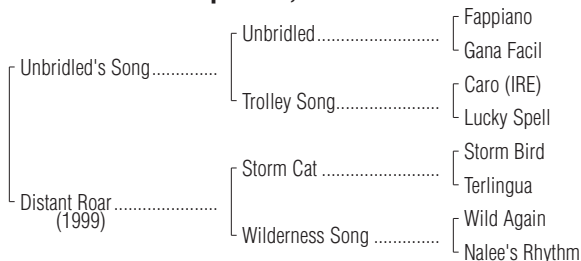 Fappiano
Unbridled....................
Gana Facil
Unbridled's Song.............
Caro (IRE)
Trolley Song.................
Lucky Spell
Storm Bird
Storm Cat ....................
Terlingua
Distant Roar....................
(1999)
Wild Again
Wilderness Song .............
Nalee's Rhythm